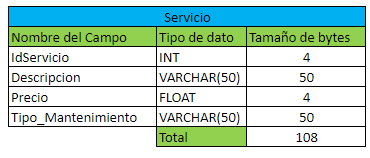 Servicio
Nombre del Campo Tipo de dato Tamaño de bytes
IdServicio INT 4
Descripcion VARCHAR(50) 50
Precio FLOAT 4
Tipo_Mantenimiento VARCHAR(50) 50
Total 108